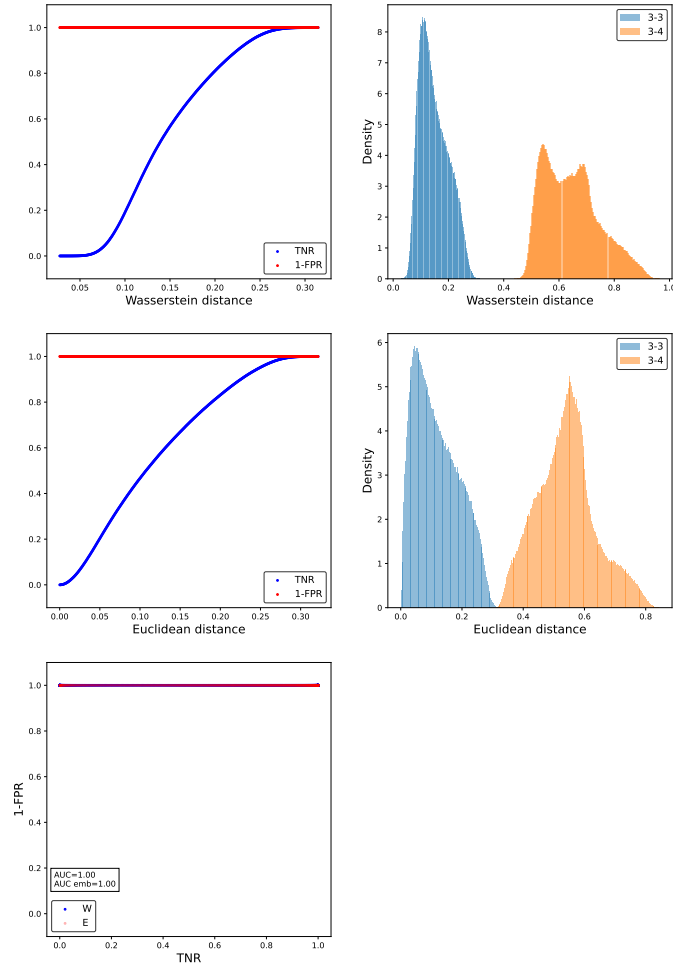 1.0
0.8
0.6
0.4
0.2
0.0
0.05 0.10 0.15 0.20 0.25 0.30
Wasserstein distance
TNR
1-FPR
8
7
6
5
4
3
2
1
0
Density
0.0 0.2 0.4 0.6 0.8 1.0
Wasserstein distance
3-3
3-4
1.0
0.8
0.6
0.4
0.2
0.0
0.00 0.05 0.10 0.15 0.20 0.25 0.30
Euclidean distance
TNR
1-FPR
6
5
4
3
2
1
0
Density
0.0 0.2 0.4 0.6 0.8
Euclidean distance
3-3
3-4
1.0
0.8
0.6
0.4
0.2
0.0
1-FPR
AUC=1.00
AUC emb=1.00
W
E
0.0 0.2 0.4 0.6 0.8 1.0
TNR